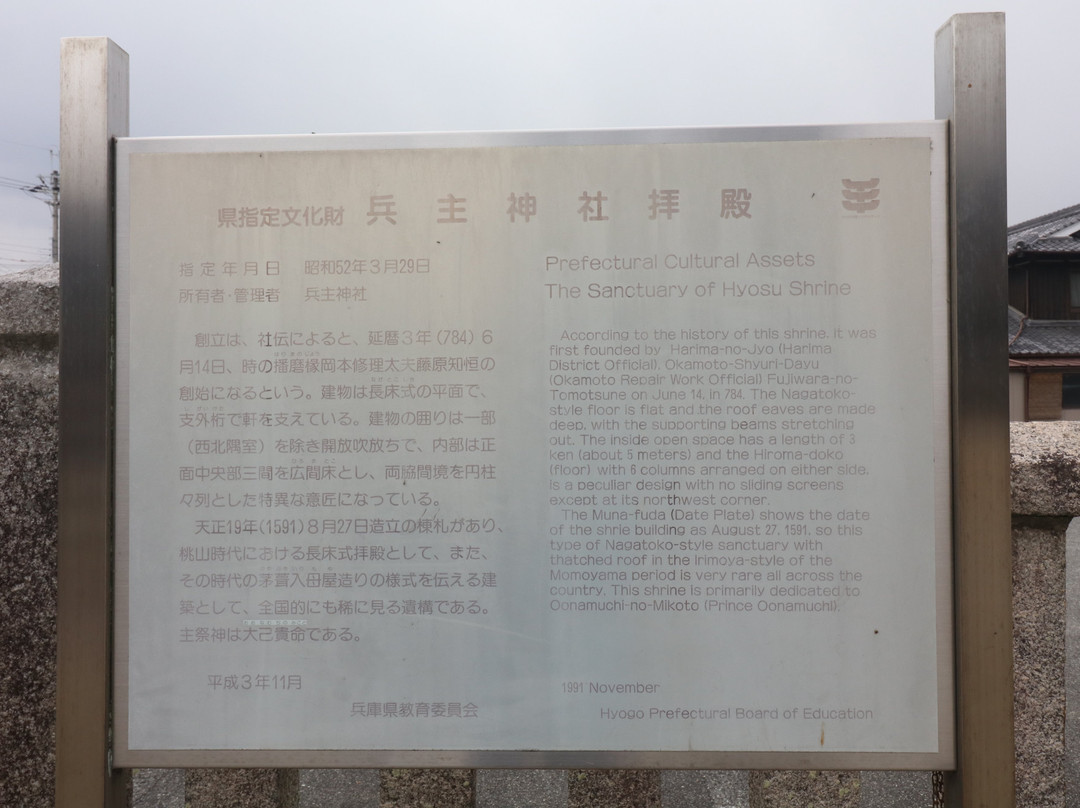 県指定文化財 兵主神社拝殿
指定年月日 昭和52年3月29日
所有者・管理者 兵主神社
創立は、社伝によると、延暦3年(784)6
月14日、時の播磨掾岡本修理太夫藤原知恒の
創始になるという。建物は長床式の平面で、
支外桁で軒を支えている。建物の囲りは一部
(西北隅室)を除き開放吹放ちで、内部は正
面中央部三間を広間床とし、両脇間境を円柱
々列とした特異な意匠になっている。
天正19年(1591)8月27日造立の棟札があり、
桃山時代における長床式拝殿として、また、
その時代の茅葺入母屋造りの様式を伝える建
築として、全国的にも稀に見る遺構である。
主祭神は大己貴命である。
平成3年11月
兵庫県教育委員会
Prefectural Cultural Assets
The Sanctuary of Hyosu Shrine
According to the history of this shrine, it was
first founded by Harima-no-Jyo (Harima
District Official), Okamoto-Shyuri-Dayu
(Okamoto Repair Work Official) Fujiwara-no-
Tomotsune on June 14, in 784. The Nagatoko-
style floor is flat and the roof eaves are made
deep, with the supporting beams stretching
out. The inside open space has a length of 3
ken (about 5 meters) and the Hiroma-doko
(floor) with 6 columns arranged on either side.
Is a peculiar design with no sliding screens
except at its northwest corner.
The Muna-fuda (Date Plate) shows the date
of the shrie building as August 27, 1591, so this
type of Nagatoko-style sanctuary with
thatched roof in the Irimoya-style of the
Momoyama period is very rare all across the
country. This shrine is primarily dedicated to
Oonamuchi-no-Mikoto (Prince Oonamuchi).
1991 November
Hyogo Prefectural Board of Education